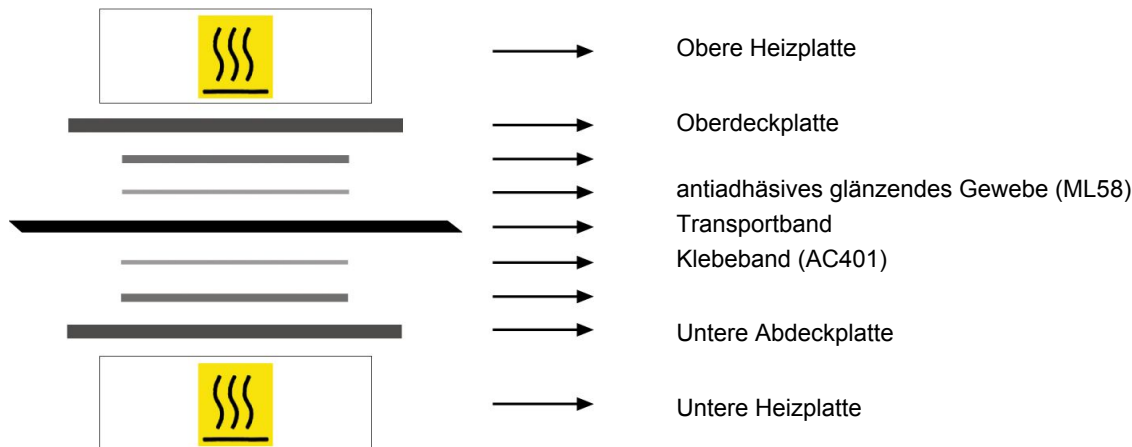 Obere Heizplatte
Oberdeckplatte
antiadhäsives glänzendes Gewebe (ML58)
Transportband
Klebeband (AC401)
Untere Abdeckplatte
Untere Heizplatte